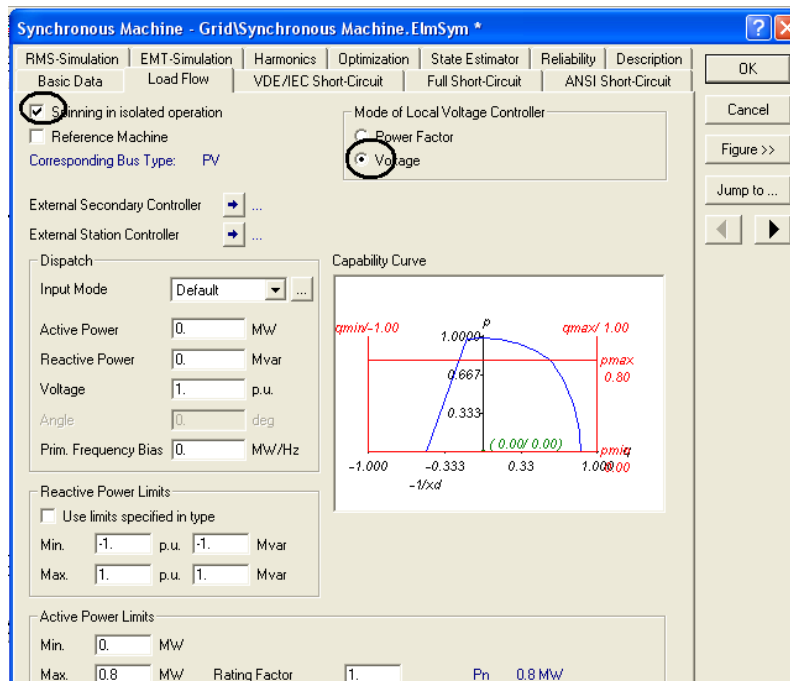 Synchronous Machine - Grid\Synchronous Machine.ElmSym *
RMS-Simulation EMT-Simulation Harmonics Optimization State Estimator Reliability Description
Basic Data Load Flow VDE/IEC Short-Circuit Full Short-Circuit ANSI Short-Circuit
OK
Cancel
Figure >>
Jump to ...
Spinning in isolated operation
Reference Machine
Corresponding Bus Type: PV
Mode of Local Voltage Controller
Power Factor
Voltage
External Secondary Controller ...
External Station Controller ...
Dispatch
Input Mode Default ...
Active Power 0. MW
Reactive Power 0. Mvar
Voltage 1. p.u.
Angle 0. deg
Prim. Frequency Bias 0. MW/Hz
Capability Curve
qmin/-1.00 p qmax/ 1.00
1.0000
pmax
0.667 0.80
0.333
( 0.00/ 0.00) pmin q
-1.000 -0.333 0.33 1.000 0.00
-1/xd
Reactive Power Limits
Use limits specified in type
Min. -1. p.u. -1. Mvar
Max. 1. p.u. 1. Mvar
Active Power Limits
Min. 0. MW
Max. 0.8 MW Rating Factor 1. Pn 0.8 MW